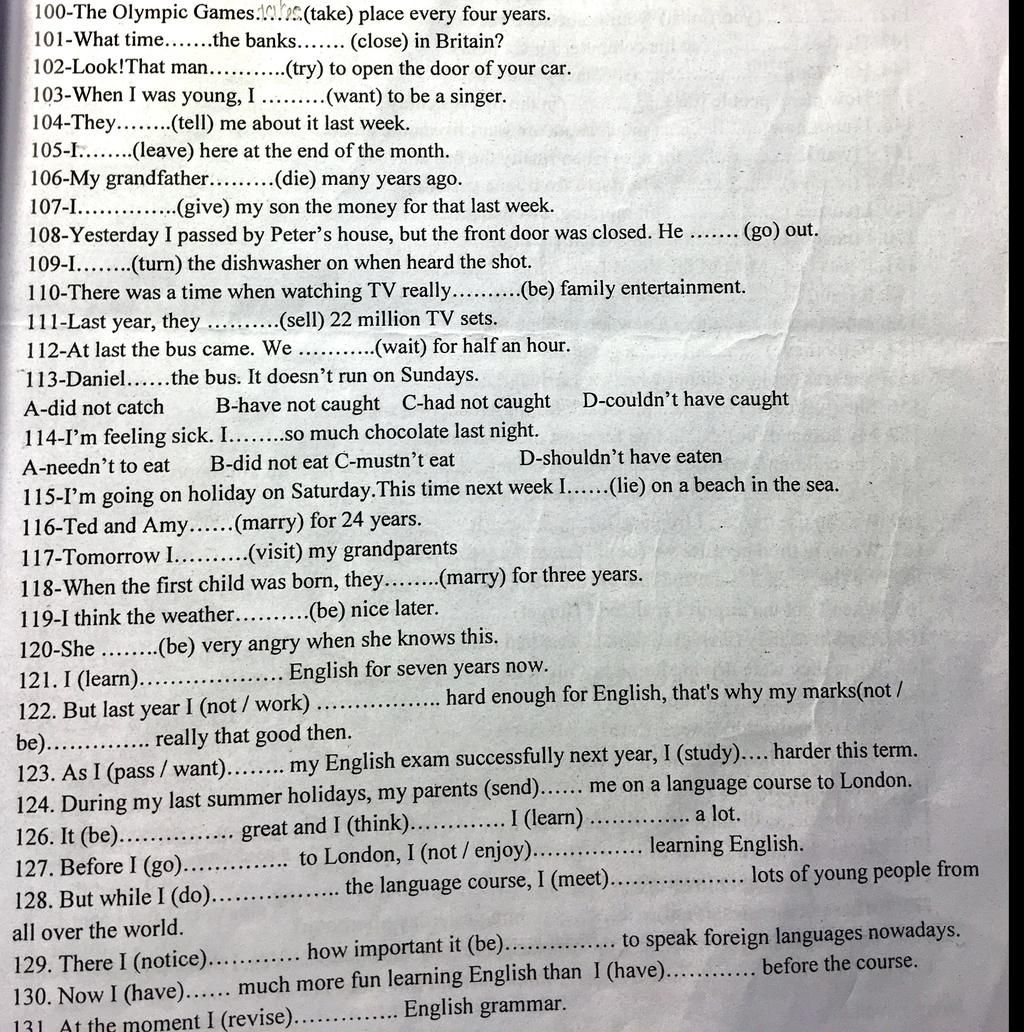 100-The Olympic Games.takes.(take) place every four years.
101-What time.......the banks....... (close) in Britain?
102-Look!That man...........(try) to open the door of your car.
103-When I was young, I .........(want) to be a singer.
104-They........(tell) me about it last week.
105-I........(leave) here at the end of the month.
106-My grandfather.........(die) many years ago.
107-I.............(give) my son the money for that last week.
108-Yesterday I passed by Peter's house, but the front door was closed. He ....... (go) out.
109-I........(turn) the dishwasher on when heard the shot.
110-There was a time when watching TV really..........(be) family entertainment.
111-Last year, they ..........(sell) 22 million TV sets.
112-At last the bus came. We ...........(wait) for half an hour.
113-Daniel......the bus. It doesn't run on Sundays.
A-did not catch B-have not caught C-had not caught D-couldn't have caught
114-I'm feeling sick. I........so much chocolate last night.
A-needn't to eat B-did not eat C-mustn't eat D-shouldn't have eaten
115-I'm going on holiday on Saturday.This time next week I......(lie) on a beach in the sea.
116-Ted and Amy......(marry) for 24 years.
117-Tomorrow I..........(visit) my grandparents
118-When the first child was born, they........(marry) for three years.
119-I think the weather..........(be) nice later.
120-She ........(be) very angry when she knows this.
121. I (learn)................... English for seven years now.
122. But last year I (not / work) ................. hard enough for English, that's why my marks(not /
be).............. really that good then.
123. As I (pass / want)........ my English exam successfully next year, I (study).... harder this term.
124. During my last summer holidays, my parents (send)...... me on a language course to London.
126. It (be)............... great and I (think)............. I (learn) .............. a lot.
127. Before I (go).............. to London, I (not / enjoy)............... learning English.
128. But while I (do)................. the language course, I (meet).................. lots of young people from
all over the world.
129. There I (notice)............ how important it (be)............... to speak foreign languages nowadays.
130. Now I (have)...... much more fun learning English than I (have)............ before the course.
131. At the moment I (revise).............. English grammar.